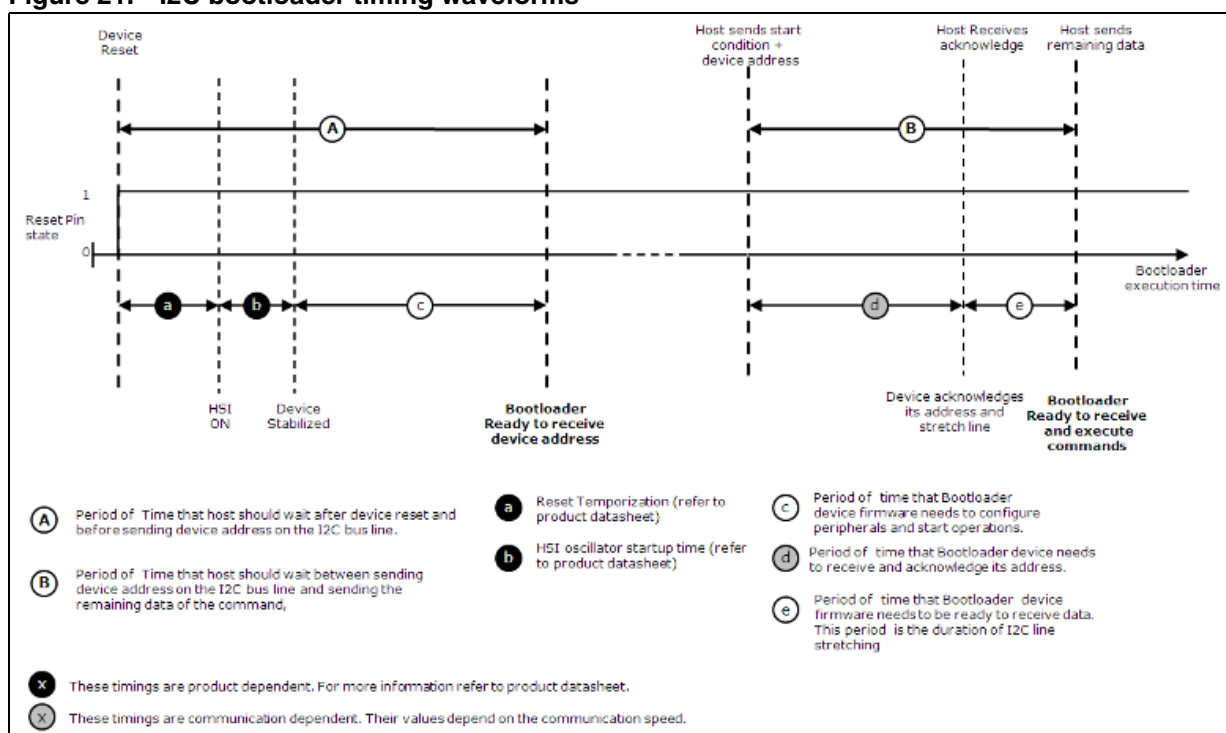 Figure 21. I2C bootloader timing waveforms
Device
Reset
Host sends start
condition +
device address
Host Receives
acknowledge
Host sends
remaining data
A
B
1
Reset Pin
state
0
Bootloader
execution time
a
b
c
d
e
HSI
ON
Device
Stabilized
Bootloader
Ready to receive
device address
Device acknowledges
its address and
stretch line
Bootloader
Ready to receive
and execute
commands
A
Period of Time that host should wait after device reset and
before sending device address on the I2C bus line.
B
Period of Time that host should wait between sending
device address on the I2C bus line and sending the
remaining data of the command,
a
Reset Temporization (refer to
product datasheet)
b
HSI oscillator startup time (refer
to product datasheet)
c
Period of time that Bootloader
device firmware needs to configure
peripherals and start operations.
d
Period of time that Bootloader device needs
to receive and acknowledge its address.
e
Period of time that Bootloader device
firmware needs to be ready to receive data.
This period is the duration of I2C line
stretching
x
These timings are product dependent. For more information refer to product datasheet.
x
These timings are communication dependent. Their values depend on the communication speed.